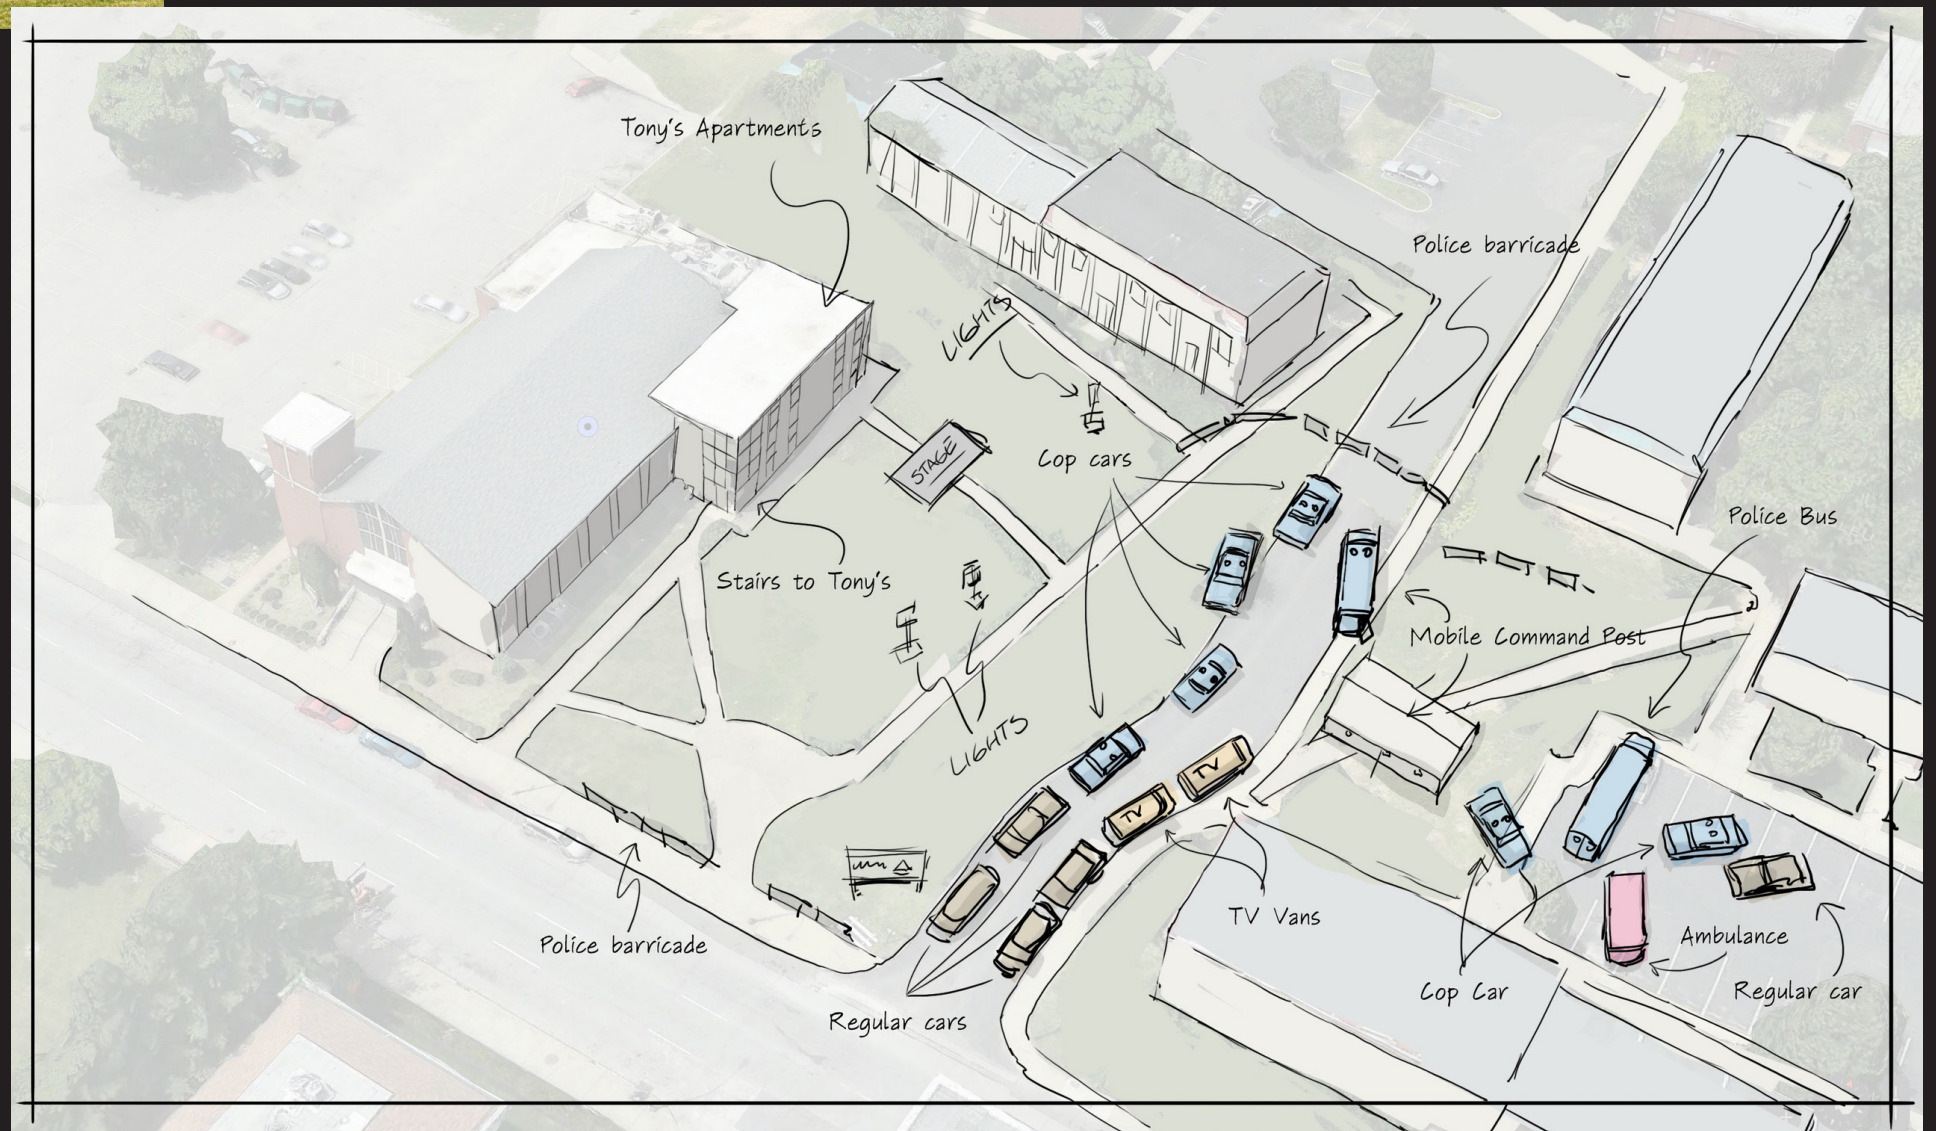 Tony's Apartments
Police barricade
LIGHTS
STAGE
Cop cars
Police Bus
Stairs to Tony's
Mobile Command Post
LIGHTS
TV
TV
TV Vans
Police barricade
Ambulance
Cop Car
Regular car
Regular cars